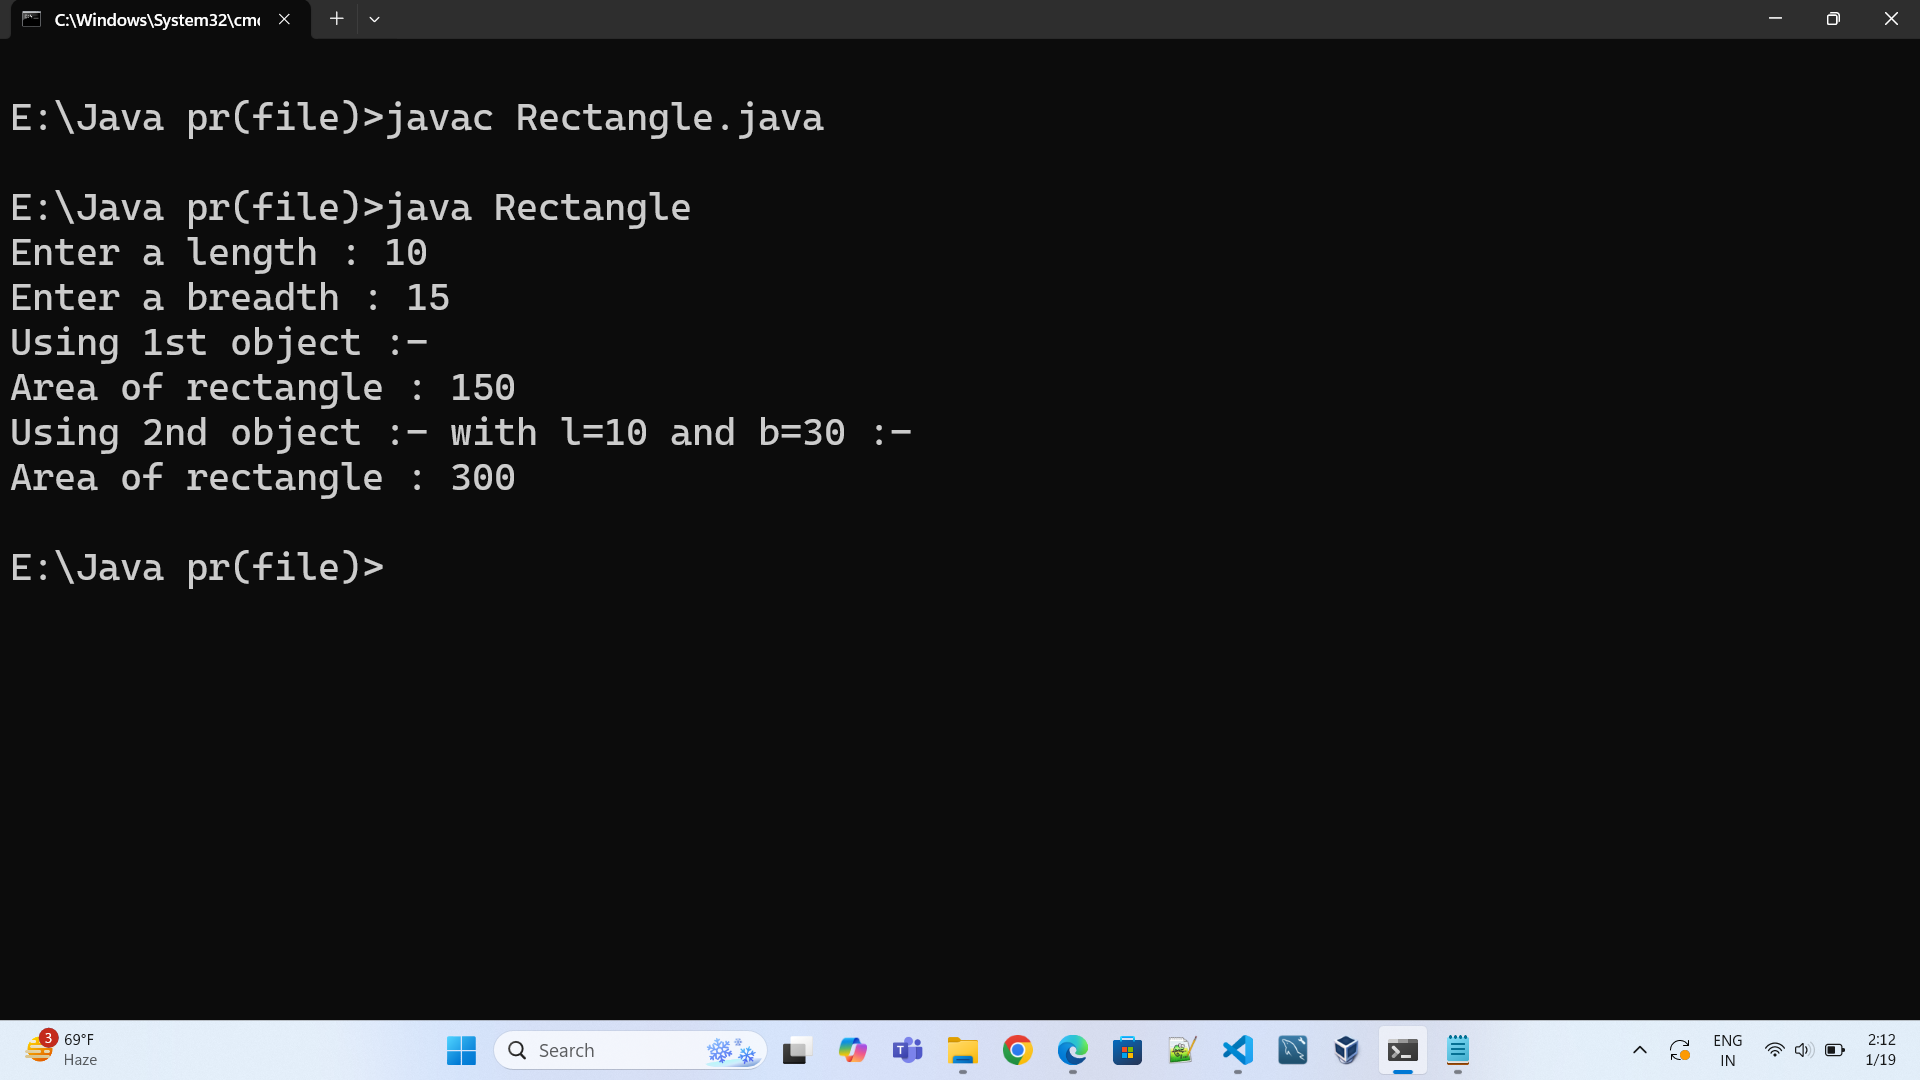 C:\Windows\System32\cm
E:\Java pr(file)>javac Rectangle.java
E:\Java pr(file)>java Rectangle
Enter a length : 10
Enter a breadth : 15
Using 1st object :-
Area of rectangle : 150
Using 2nd object :- with l=10 and b=30 :-
Area of rectangle : 300
E:\Java pr(file)>
3
69°F
Haze
Search
ENG
IN
2:12
1/19